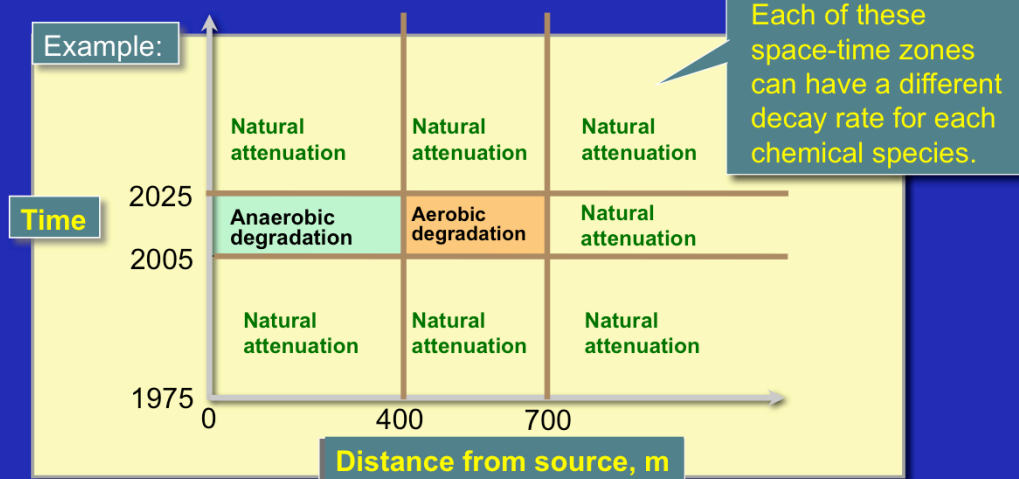 Example:
Each of these
space-time zones
can have a different
decay rate for each
chemical species.
Natural
attenuation
Natural
attenuation
Natural
attenuation
2025
Time
Anaerobic
degradation
Aerobic
degradation
Natural
attenuation
2005
Natural
attenuation
Natural
attenuation
Natural
attenuation
1975
0
400
700
Distance from source, m